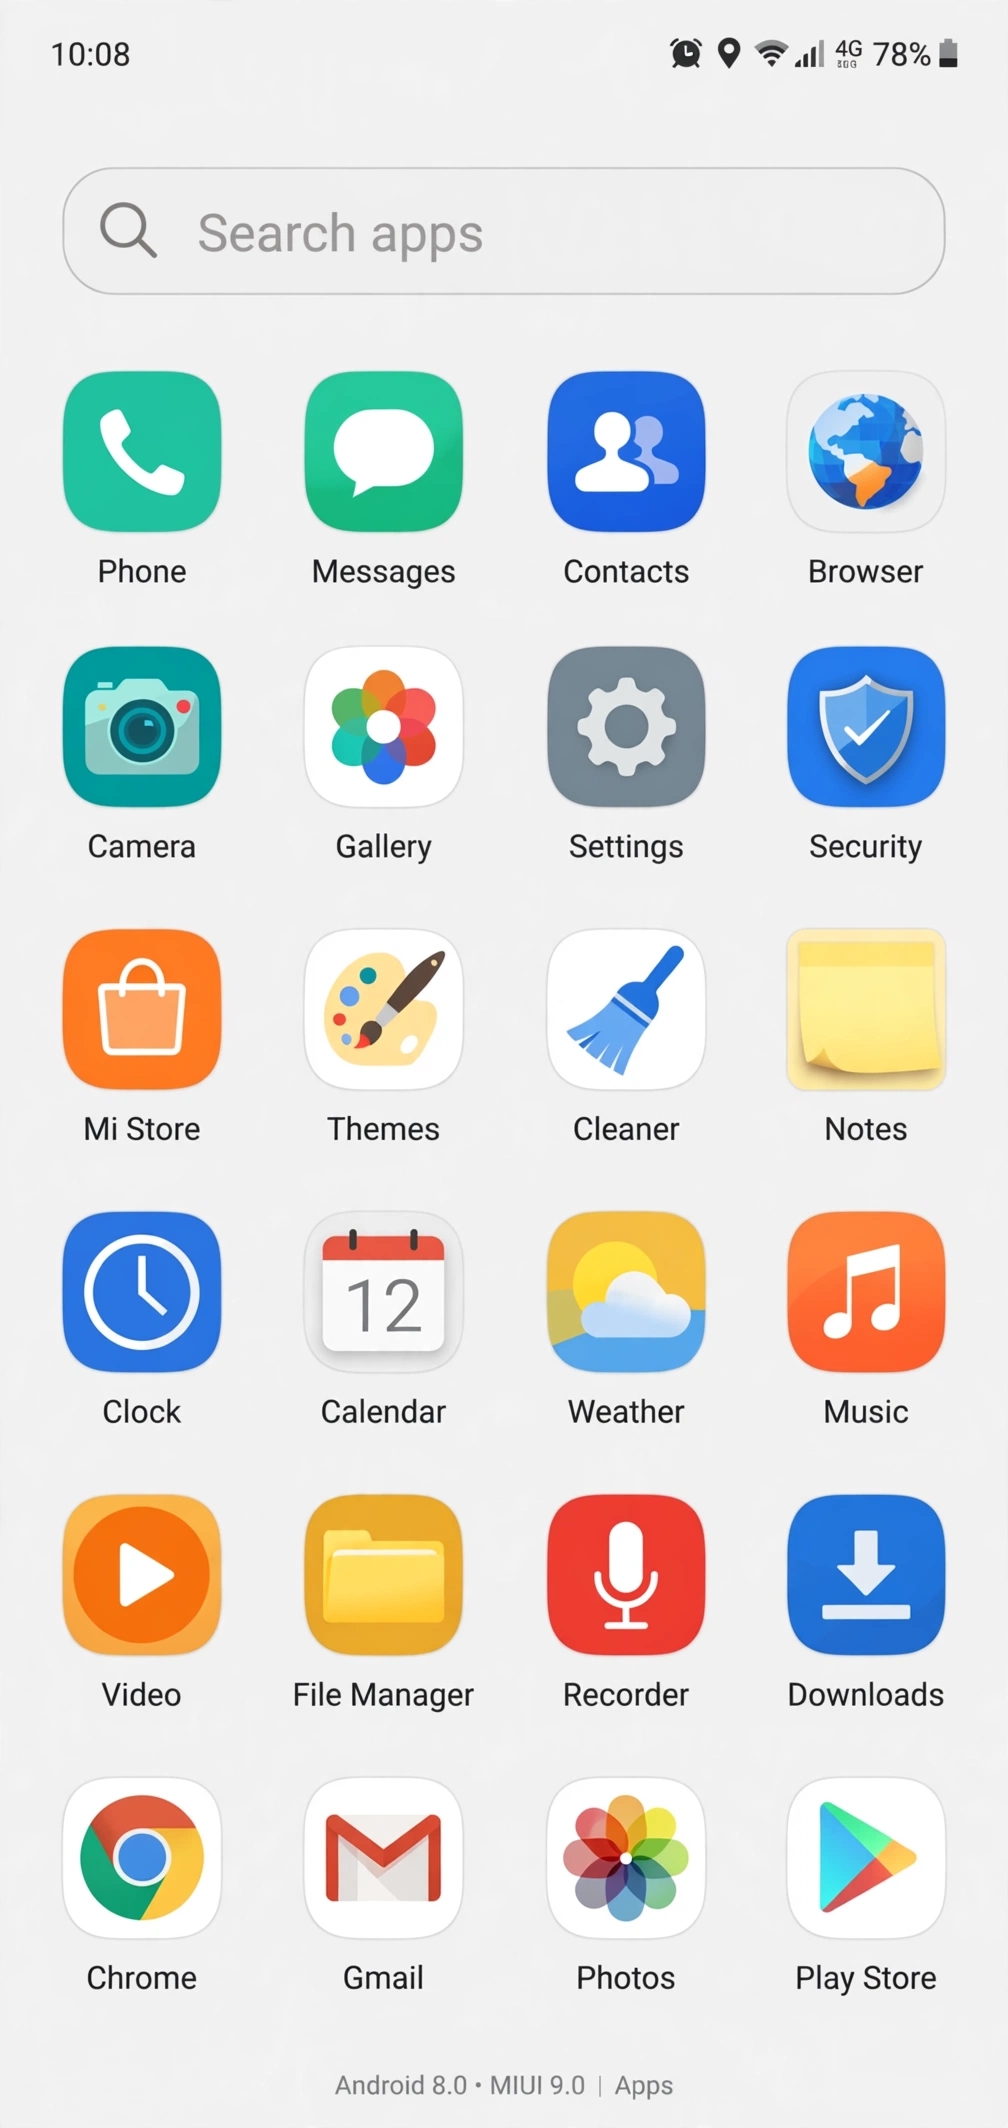 10:08 4G 78%
Search apps
Phone Messages Contacts Browser
Camera Gallery Settings Security
Mi Store Themes Cleaner Notes
12
Clock Calendar Weather Music
Video File Manager Recorder Downloads
Chrome Gmail Photos Play Store
Android 8.0 • MIUI 9.0 | Apps